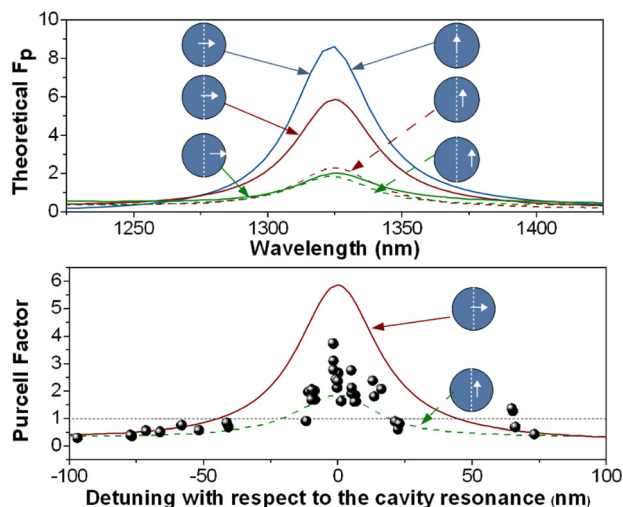 Theoretical Fp
10
8
6
4
2
0
1250 1300 1350 1400
Wavelength (nm)
Purcell Factor
6
5
4
3
2
1
0
-100 -50 0 50 100
Detuning with respect to the cavity resonance (nm)